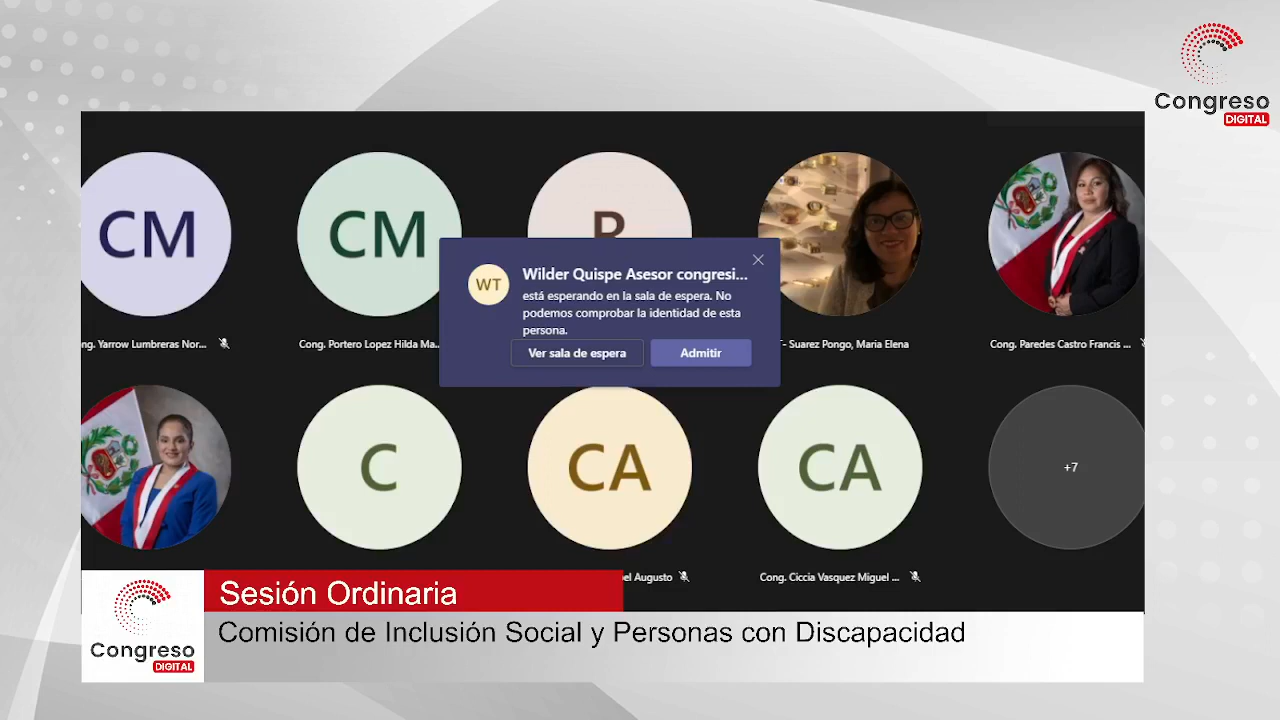 Congreso
DIGITAL
CM
CM
R
Wilder Quispe Asesor congresi...
WT
está esperando en la sala de espera. No
podemos comprobar la identidad de esta
persona.
Ver sala de espera
Admitir
ng. Yarrow Lumbreras Nor...
Cong. Portero Lopez Hilda Ma...
- Suarez Pongo, Maria Elena
Cong. Paredes Castro Francis ...
C
CA
CA
+7
el Augusto
Cong. Ciccia Vasquez Miguel ...
Sesión Ordinaria
Comisión de Inclusión Social y Personas con Discapacidad
Congreso
DIGITAL